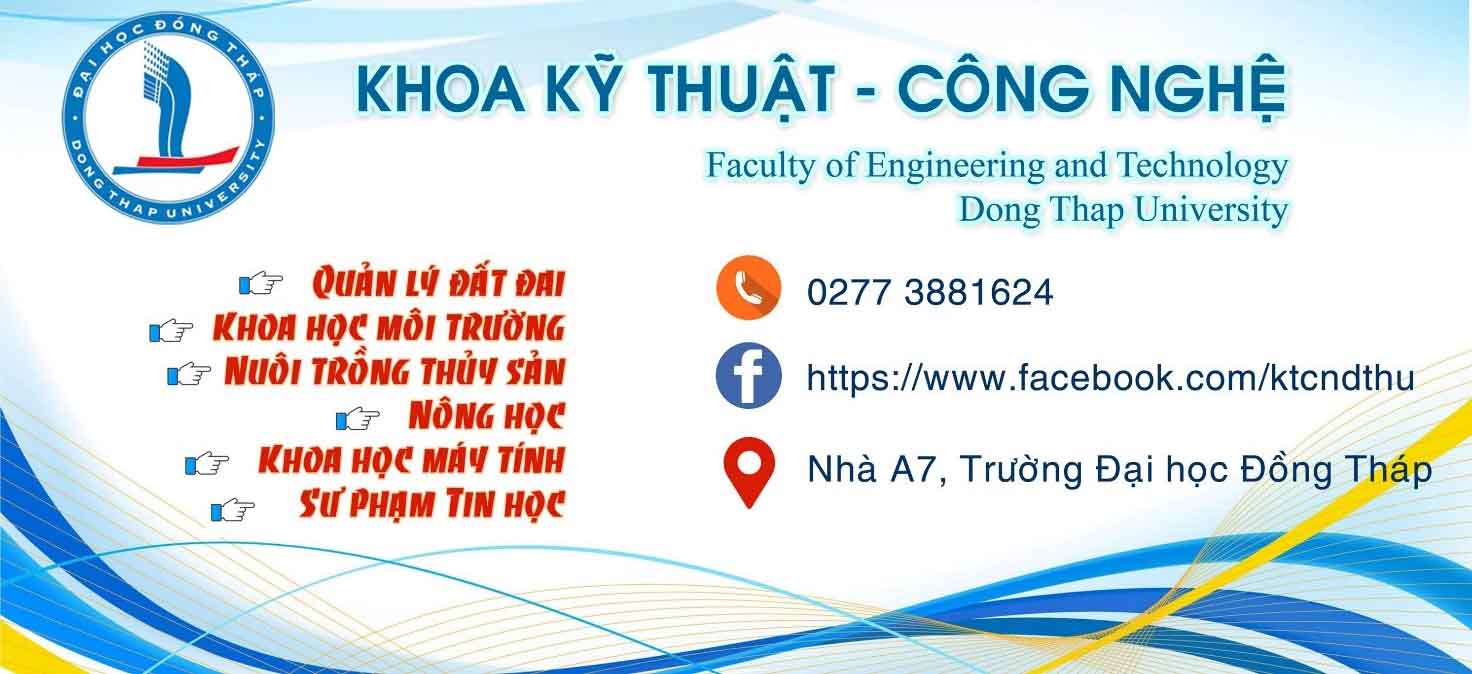 ĐẠI HỌC ĐỒNG THÁP
DONG THAP UNIVERSITY
KHOA KỸ THUẬT - CÔNG NGHỆ
Faculty of Engineering and Technology
Dong Thap University
QUẢN LÝ ĐẤT ĐAI
KHOA HỌC MÔI TRƯỜNG
NUÔI TRỒNG THỦY SẢN
NÔNG HỌC
KHOA HỌC MÁY TÍNH
SƯ PHẠM TIN HỌC
0277 3881624
f
https://www.facebook.com/ktcndthu
Nhà A7, Trường Đại học Đồng Tháp